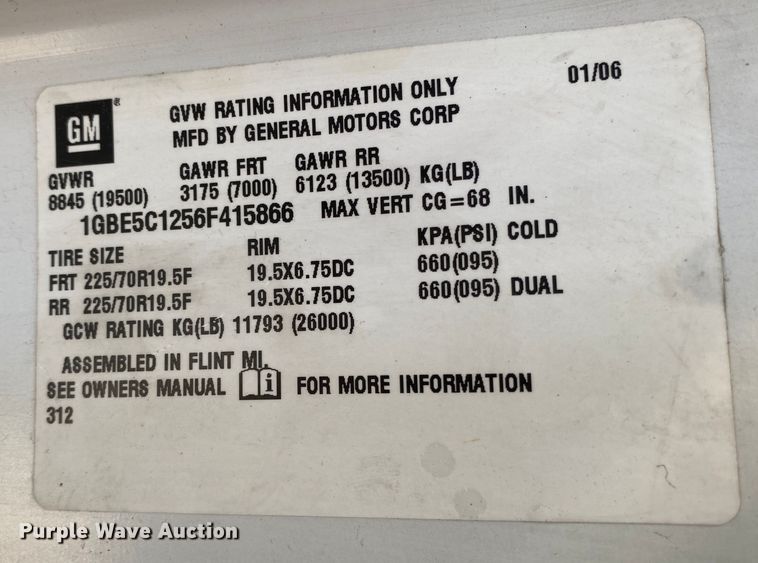 01/06
GM®
GVW RATING INFORMATION ONLY
MFD BY GENERAL MOTORS CORP
GVWR GAWR FRT GAWR RR
8845 (19500) 3175 (7000) 6123 (13500) KG(LB)
1GBE5C1256F415866 MAX VERT CG=68 IN.
TIRE SIZE RIM KPA(PSI) COLD
FRT 225/70R19.5F 19.5X6.75DC 660(095)
RR 225/70R19.5F 19.5X6.75DC 660(095) DUAL
GCW RATING KG(LB) 11793 (26000)
ASSEMBLED IN FLINT MI.
SEE OWNERS MANUAL i FOR MORE INFORMATION
312
Purple Wave Auction